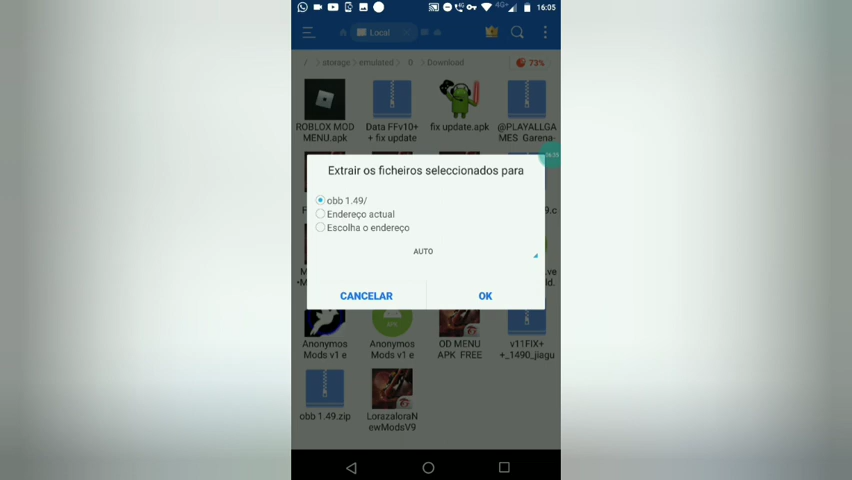 4G+ 16:05
Local
/ storage emulated 0 Download 73%
ROBLOX MOD
MENU.apk
Data FFv10+
+ fix update
fix update.apk
@PLAYALLGA
MES_Garena-
Extrair os ficheiros seleccionados para
obb 1.49/
Endereço actual
Escolha o endereço
AUTO
CANCELAR OK
Anonymos
Mods v1 e
Anonymos
Mods v1 e
OD MENU
APK FREE
v11FIX+
+_1490_jiagu
obb 1.49.zip
LorazaloraN
ewModsV9